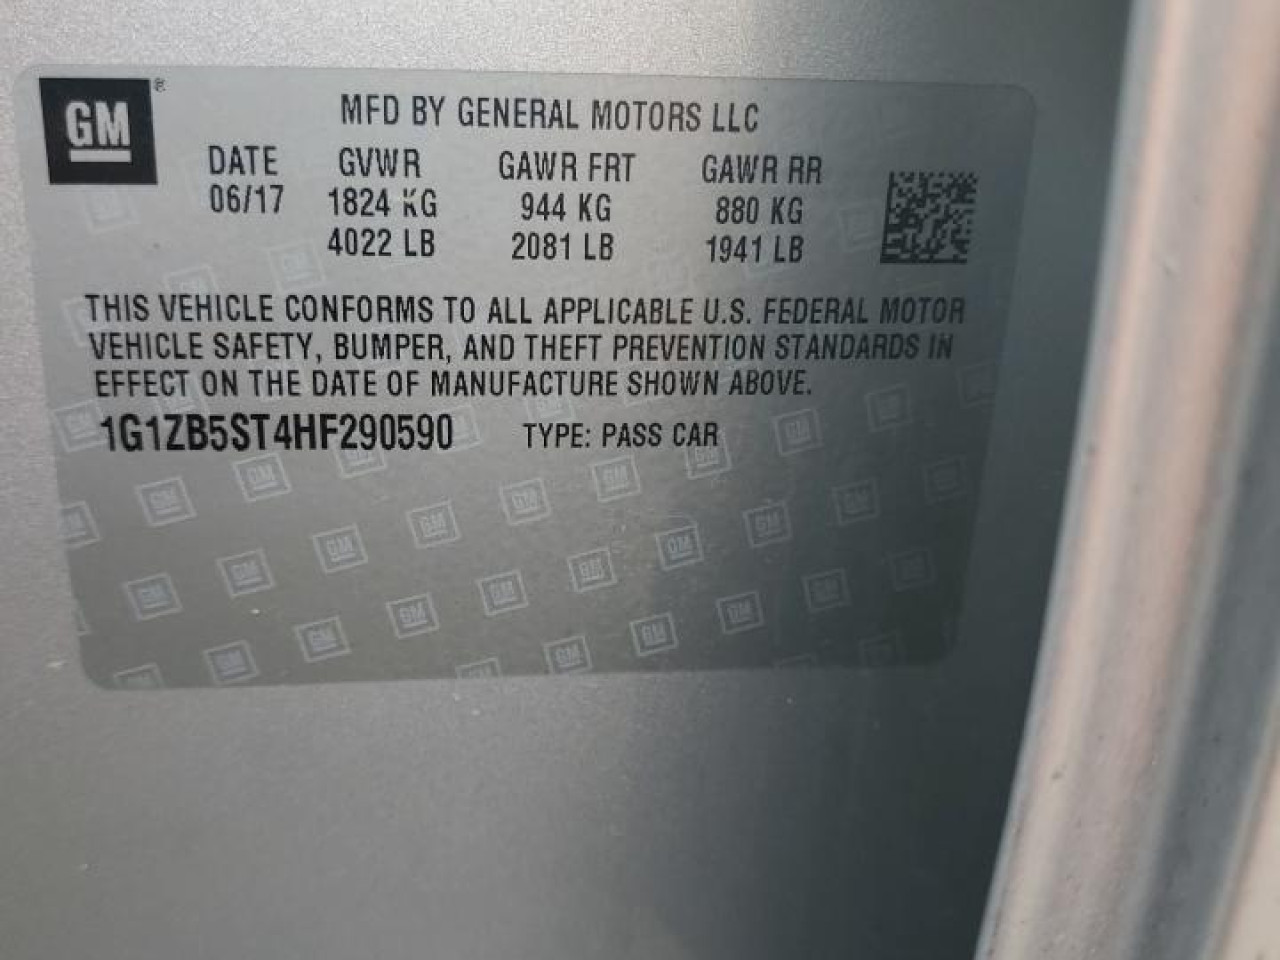 GM®
MFD BY GENERAL MOTORS LLC
DATE GVWR GAWR FRT GAWR RR
06/17 1824 KG 944 KG 880 KG
4022 LB 2081 LB 1941 LB
THIS VEHICLE CONFORMS TO ALL APPLICABLE U.S. FEDERAL MOTOR
VEHICLE SAFETY, BUMPER, AND THEFT PREVENTION STANDARDS IN
EFFECT ON THE DATE OF MANUFACTURE SHOWN ABOVE.
1G1ZB5ST4HF290590 TYPE: PASS CAR